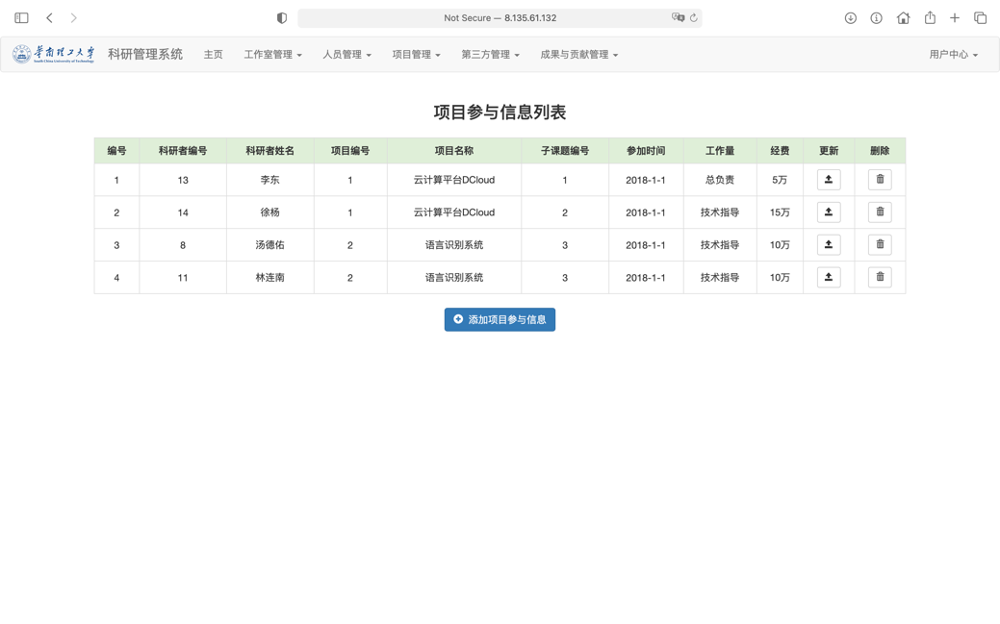 Not Secure — 8.135.61.132
华南理工大学
South China University of Technology
科研管理系统 主页 工作室管理 人员管理 项目管理 第三方管理 成果与贡献管理 用户中心
项目参与信息列表
编号 科研者编号 科研者姓名 项目编号 项目名称 子课题编号 参加时间 工作量 经费 更新 删除
1 13 李东 1 云计算平台DCloud 1 2018-1-1 总负责 5万
2 14 徐杨 1 云计算平台DCloud 2 2018-1-1 技术指导 15万
3 8 汤德佑 2 语言识别系统 3 2018-1-1 技术指导 10万
4 11 林连南 2 语言识别系统 3 2018-1-1 技术指导 10万
添加项目参与信息